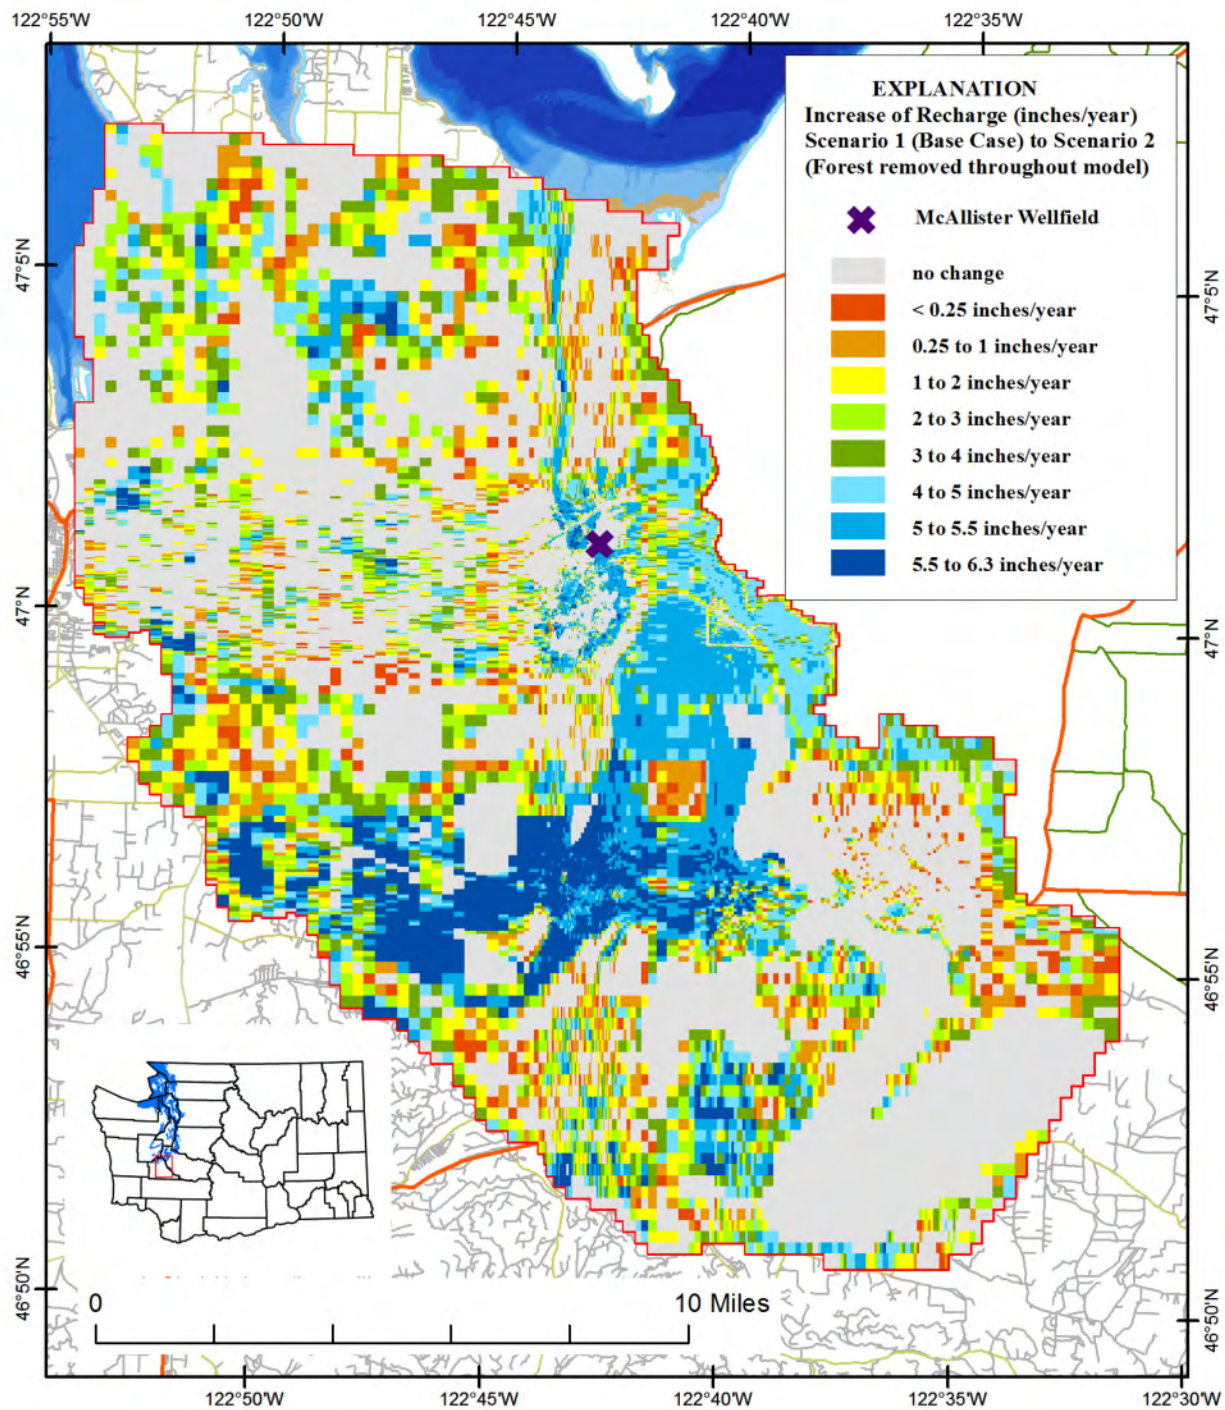 122°55'W 122°50'W 122°45'W 122°40'W 122°35'W
EXPLANATION
Increase of Recharge (inches/year)
Scenario 1 (Base Case) to Scenario 2
(Forest removed throughout model)
McAllister Wellfield
no change
< 0.25 inches/year
0.25 to 1 inches/year
1 to 2 inches/year
2 to 3 inches/year
3 to 4 inches/year
4 to 5 inches/year
5 to 5.5 inches/year
5.5 to 6.3 inches/year
47°5'N
47°5'N
47°N
47°N
46°55'N
46°55'N
46°50'N
46°50'N
0 10 Miles
122°50'W 122°45'W 122°40'W 122°35'W 122°30'W